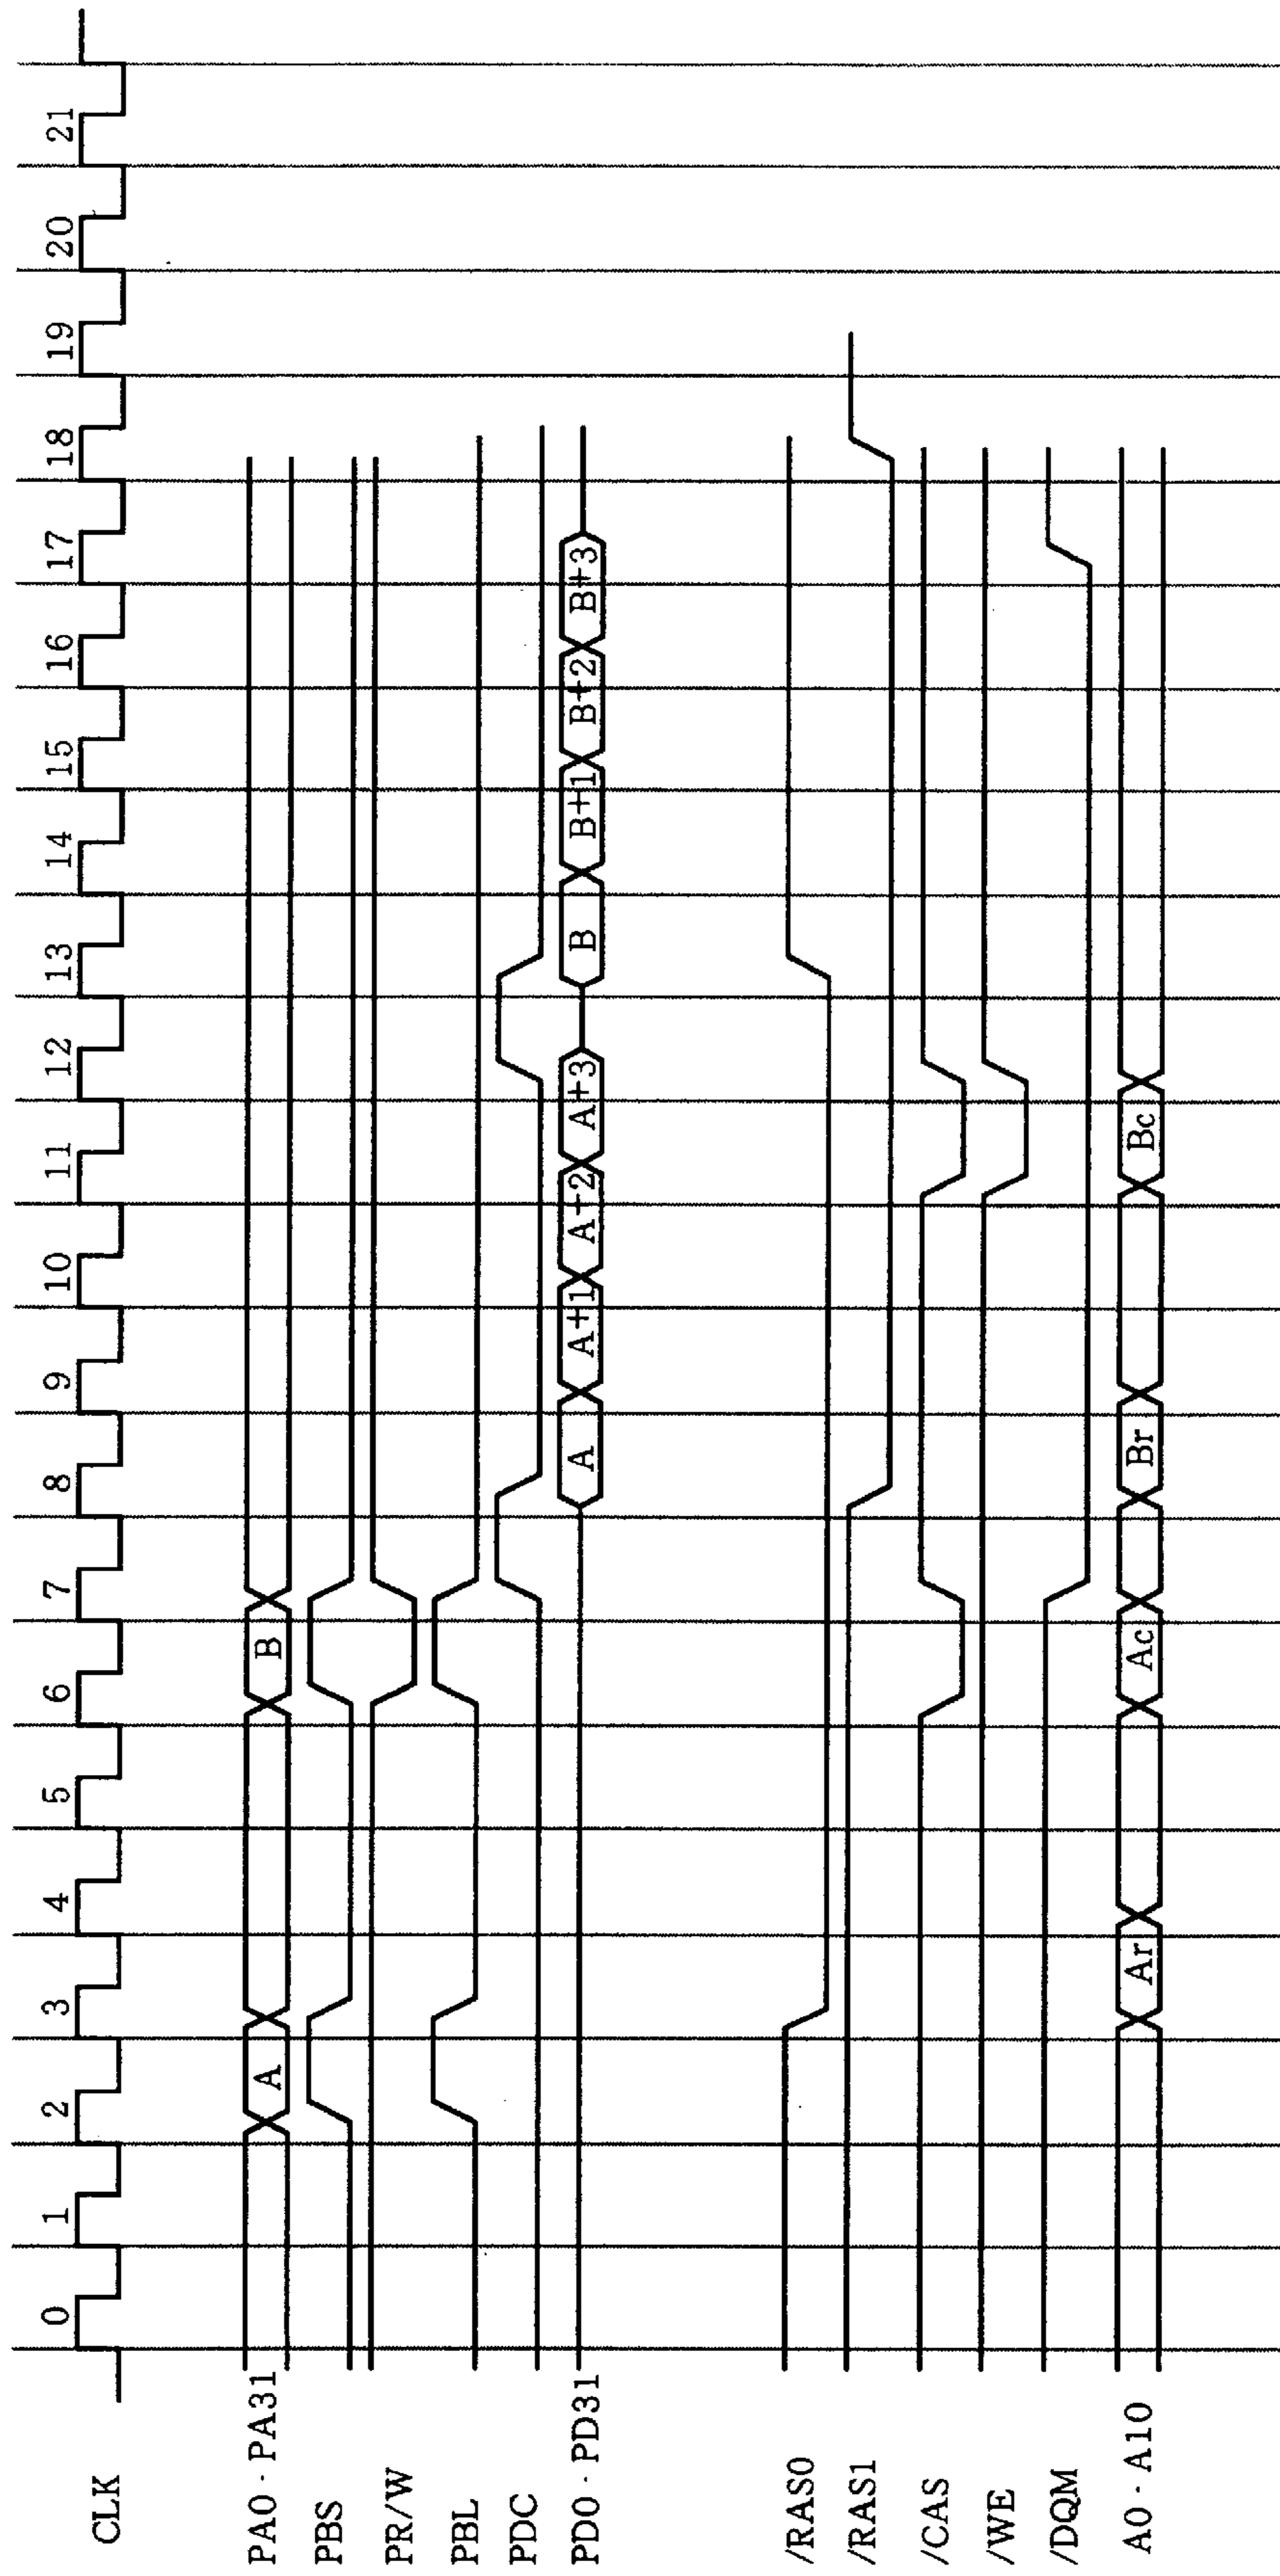 0 1 2 3 4 5 6 7 8 9 10 11 12 13 14 15 16 17 18 19 20 21
CLK
PA0 - PA31 A B
PBS
PR/W
PBL
PDC
PD0 - PD31 A A+1 A+2 A+3 B B+1 B+2 B+3
/RAS0
/RAS1
/CAS
/WE
/DQM
A0 - A10 Ar Ac Br Bc